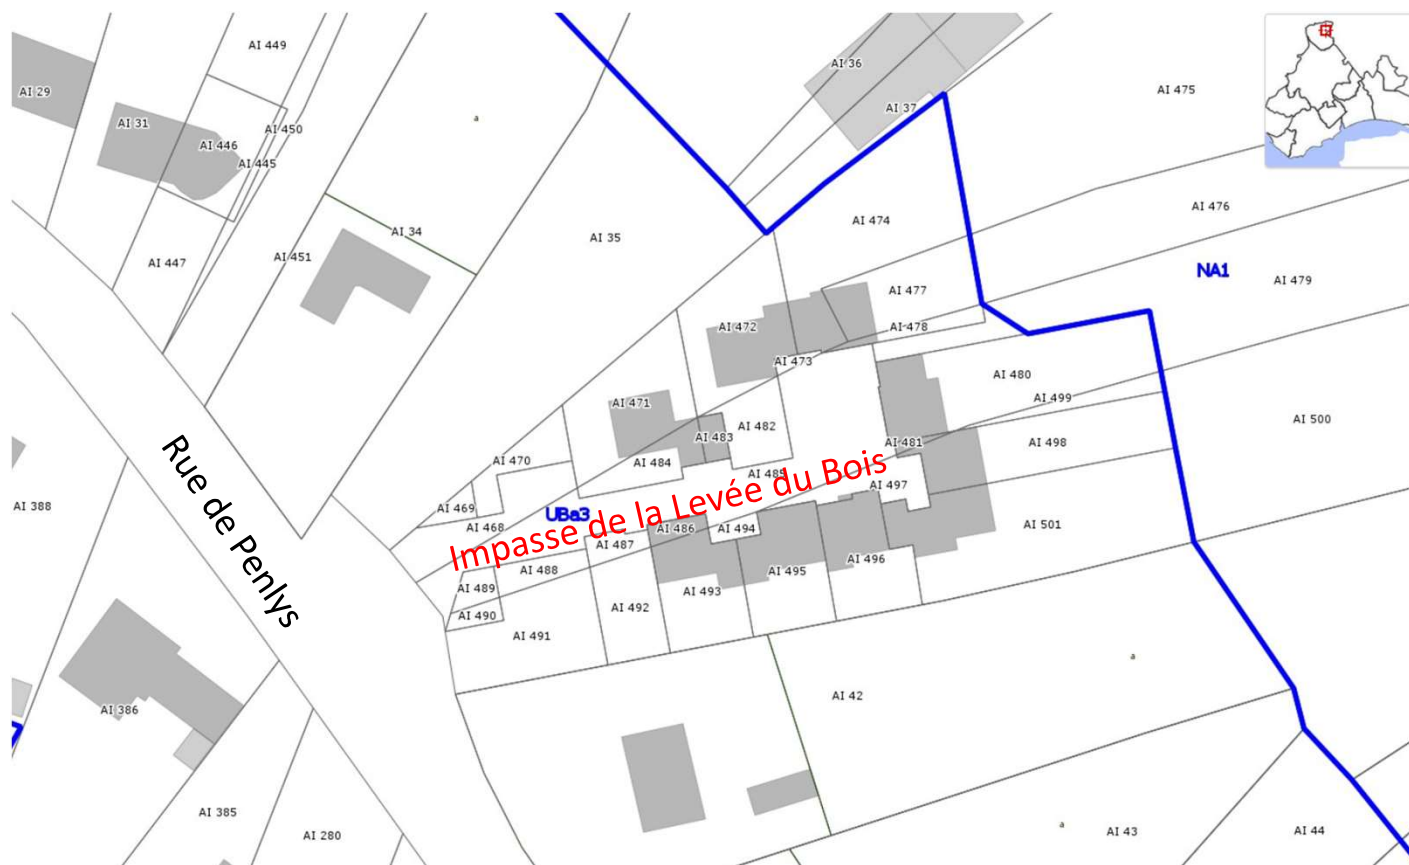 AI 449
AI 36
AI 29
AI 475
AI 37
AI 31
AI 450
AI 446
AI 445
a
AI 476
AI 474
AI 34
AI 35
AI 451
AI 447
NA1
AI 479
AI 477
AI 472
AI 478
AI 473
AI 480
AI 499
AI 471
AI 500
AI 482
AI 483
AI 481
AI 498
AI 470
AI 484
AI 485
AI 497
AI 388
AI 469
UBa3
AI 468
AI 486
AI 494
AI 501
Impasse de la Levée du Bois
Rue de Penlys
AI 487
AI 488
AI 496
AI 495
AI 489
AI 493
AI 492
AI 490
AI 491
a
AI 42
AI 386
AI 385
AI 280
a
AI 43
AI 44